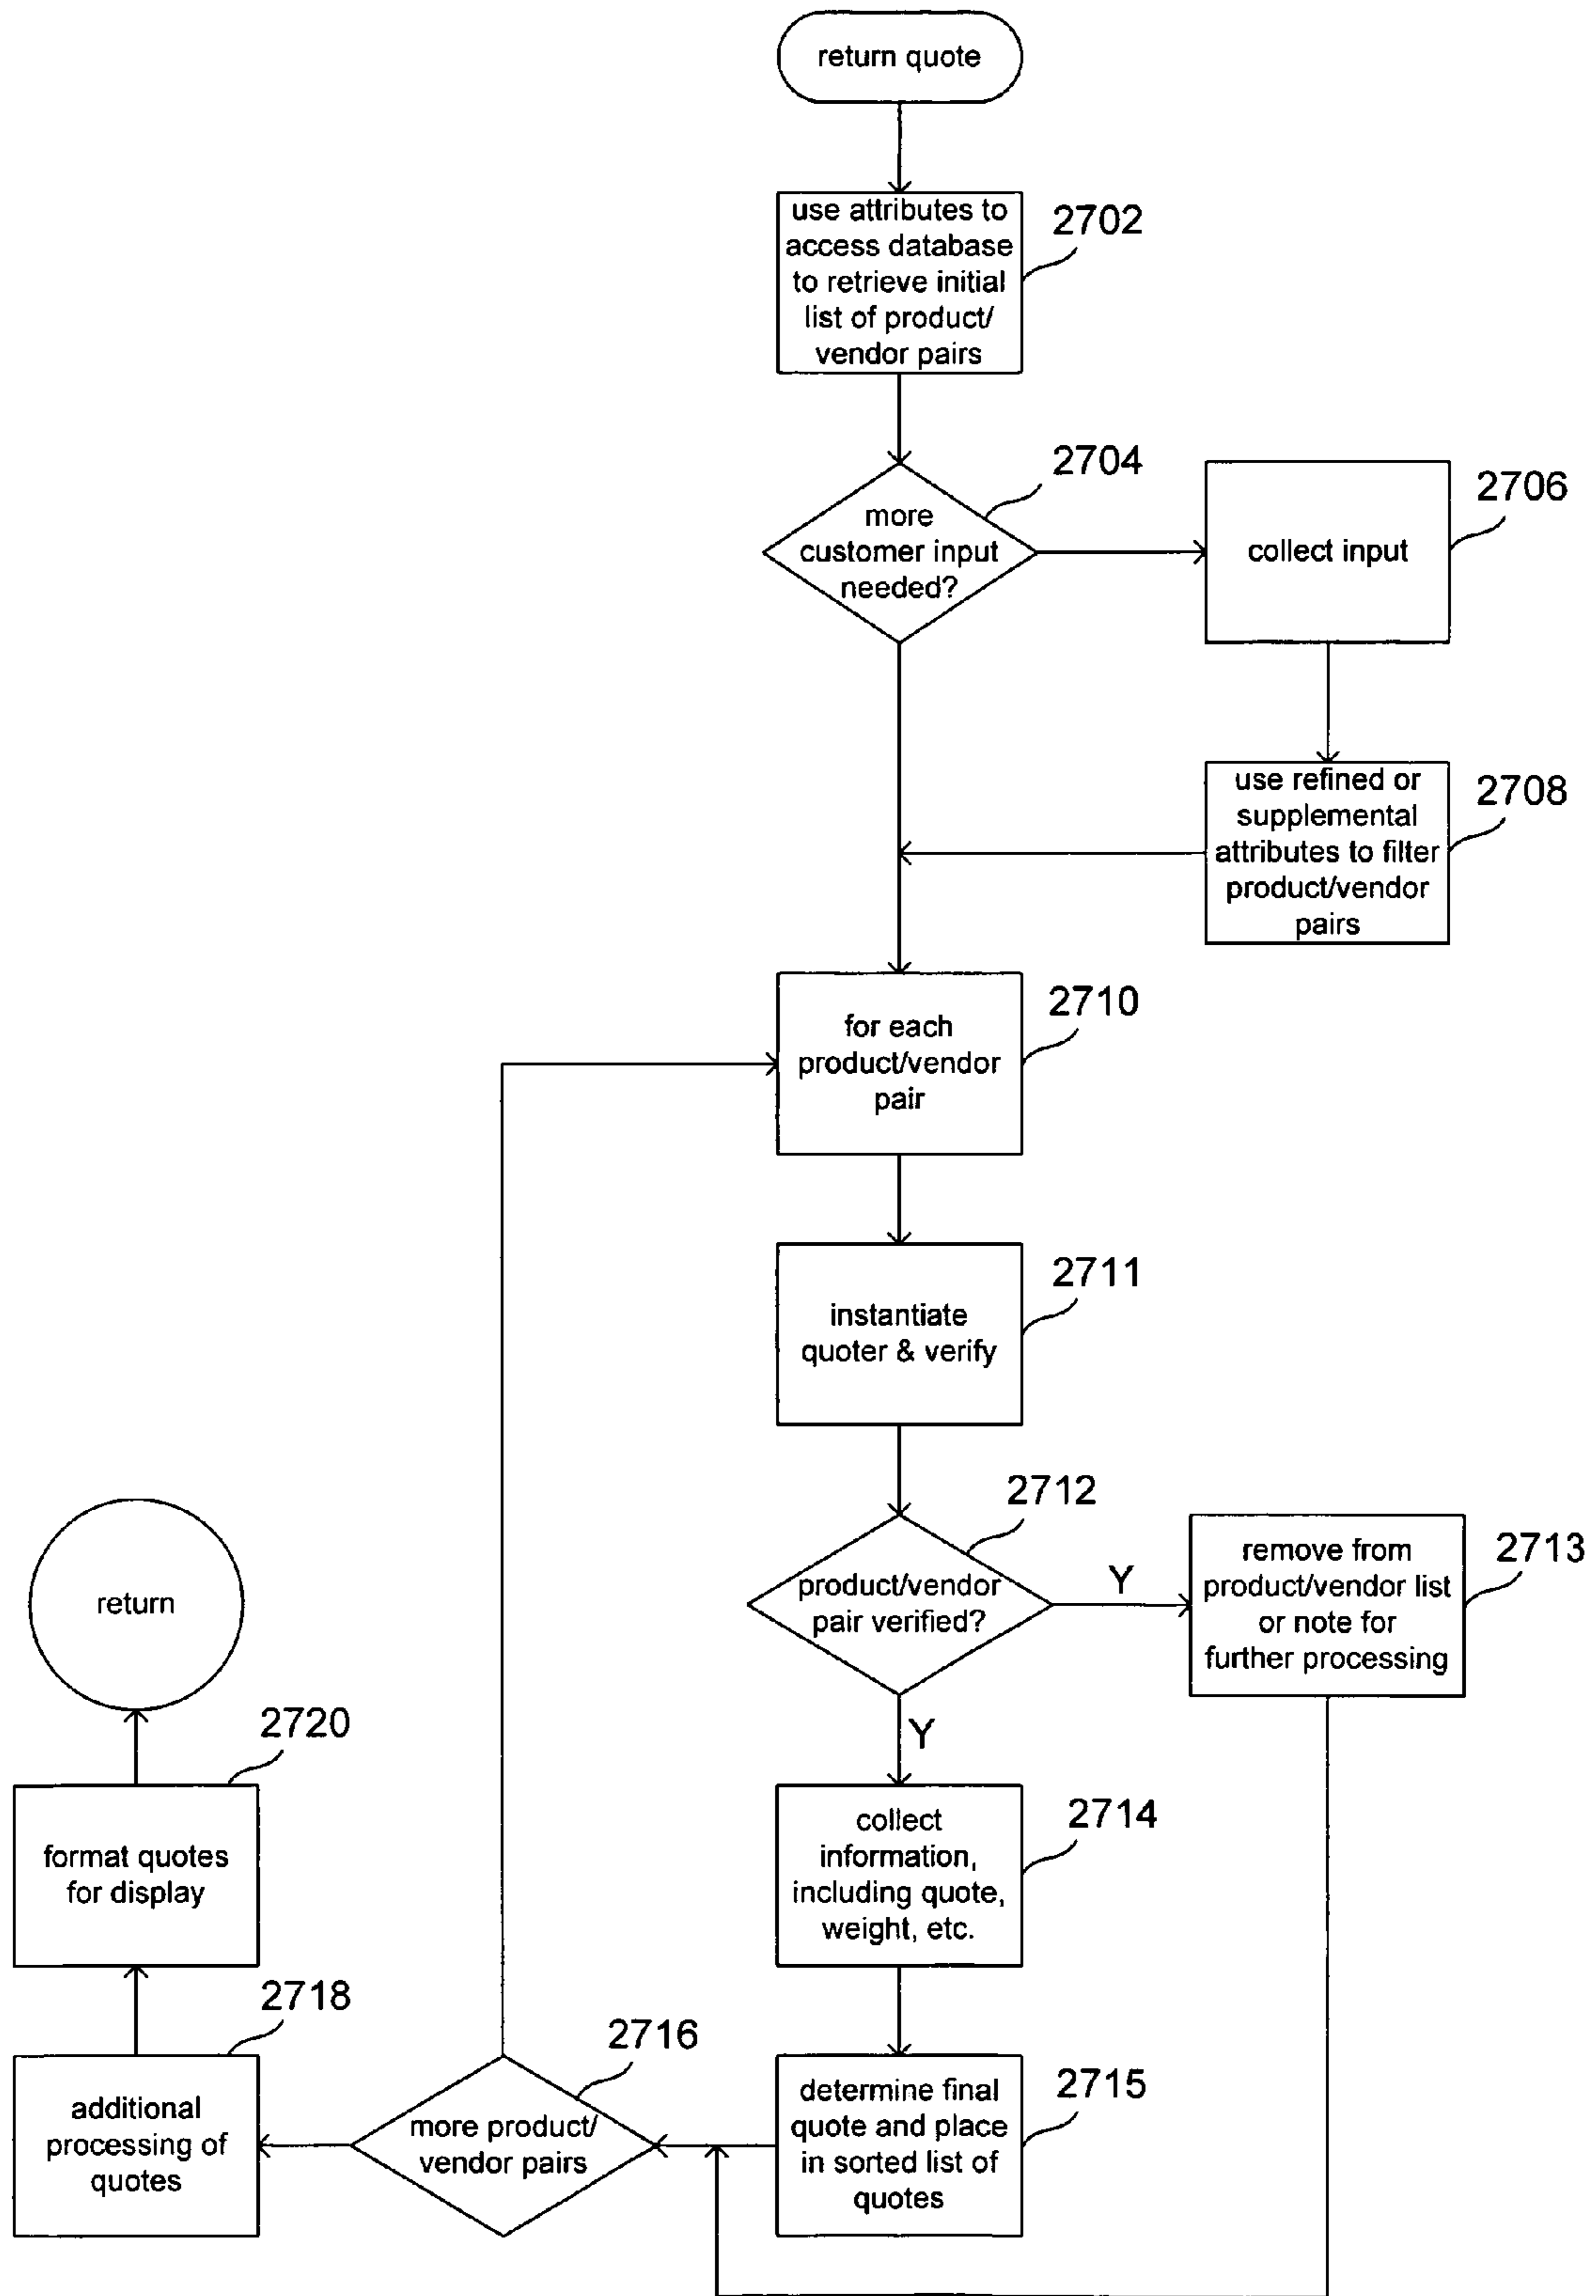 return quote
use attributes to
access database
to retrieve initial
list of product/
vendor pairs
2702
more
customer input
needed?
2704
collect input
2706
use refined or
supplemental
attributes to filter
product/vendor
pairs
2708
for each
product/vendor
pair
2710
instantiate
quoter & verify
2711
product/vendor
pair verified?
2712
Y
remove from
product/vendor list
or note for
further processing
2713
Y
collect
information,
including quote,
weight, etc.
2714
determine final
quote and place
in sorted list of
quotes
2715
more product/
vendor pairs
2716
additional
processing of
quotes
2718
format quotes
for display
2720
return